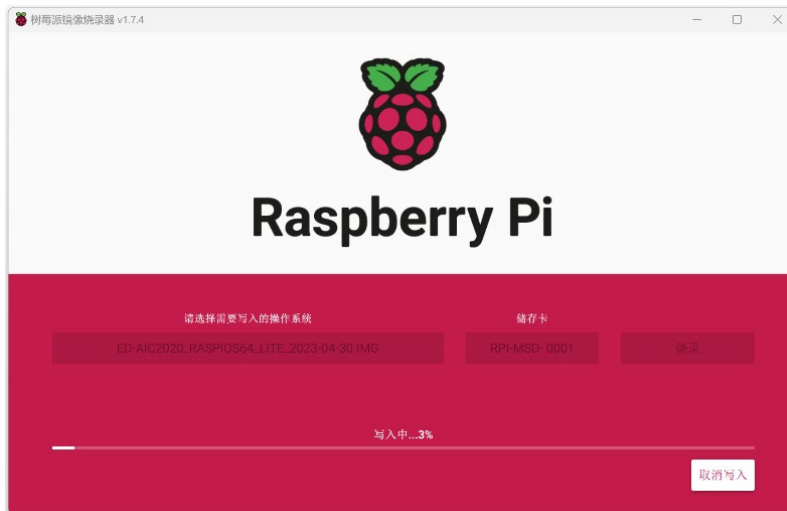 树莓派镜像烧录器 v1.7.4
Raspberry Pi
请选择需要写入的操作系统
储存卡
ED-AIC2020_RASPIOS64_LITE_2023-04-30.IMG
RPI-MSD- 0001
烧录
写入中...3%
取消写入